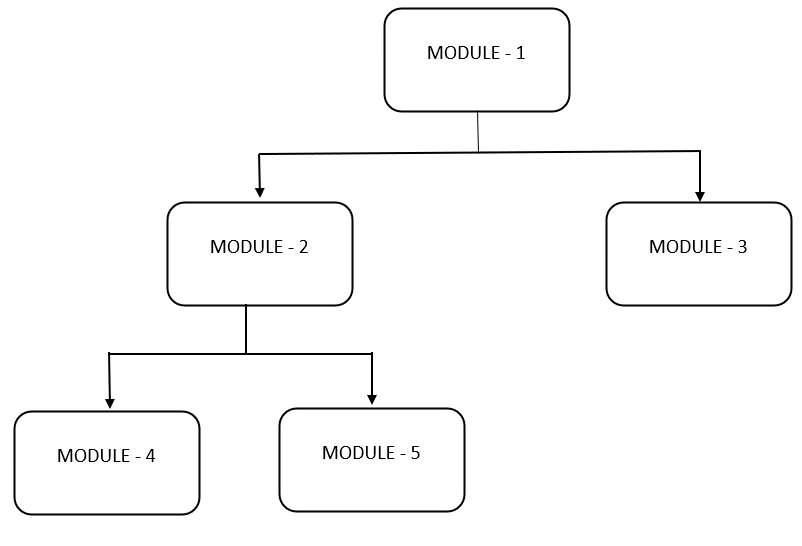 MODULE - 1
MODULE - 2
MODULE - 3
MODULE - 4
MODULE - 5